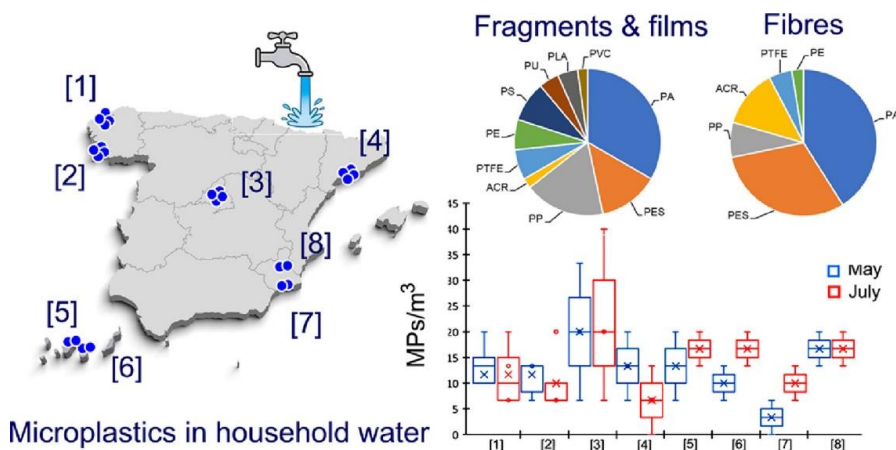 Fragments & films
Fibres
PVC
PLA
PU
PS
PE
PTFE
ACR
PP
PES
PA
PE
PTFE
ACR
PP
PES
PA
[1]
[2]
[3]
[4]
[8]
[7]
[5]
[6]
Microplastics in household water
MPs/m³
45
40
35
30
25
20
15
10
5
0
May
July
[1] [2] [3] [4] [5] [6] [7] [8]